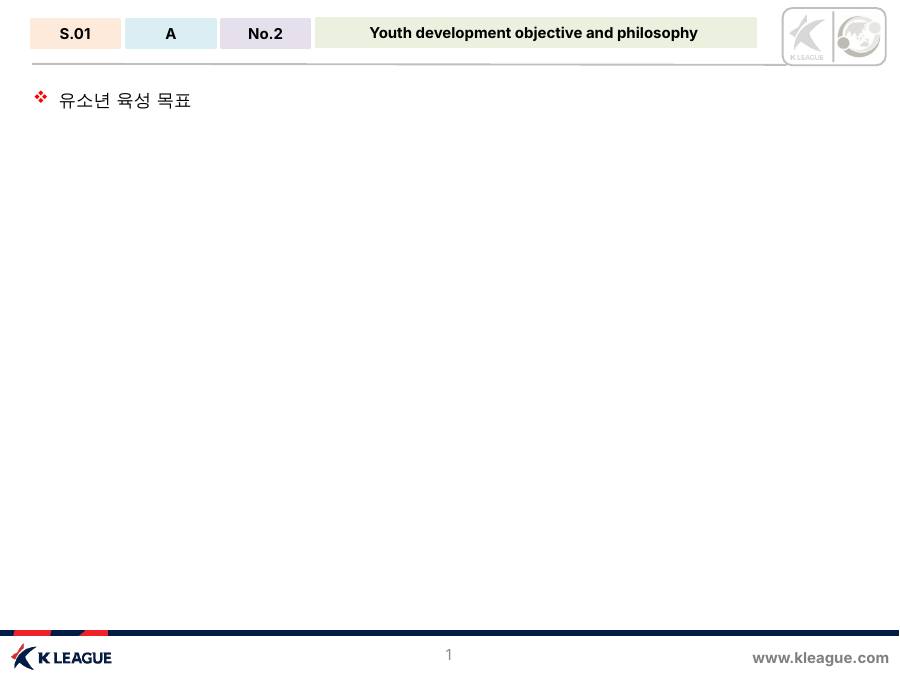 S.01
A
No.2
Youth development objective and philosophy
K LEAGUE
유소년 육성 목표
K LEAGUE
1
www.kleague.com